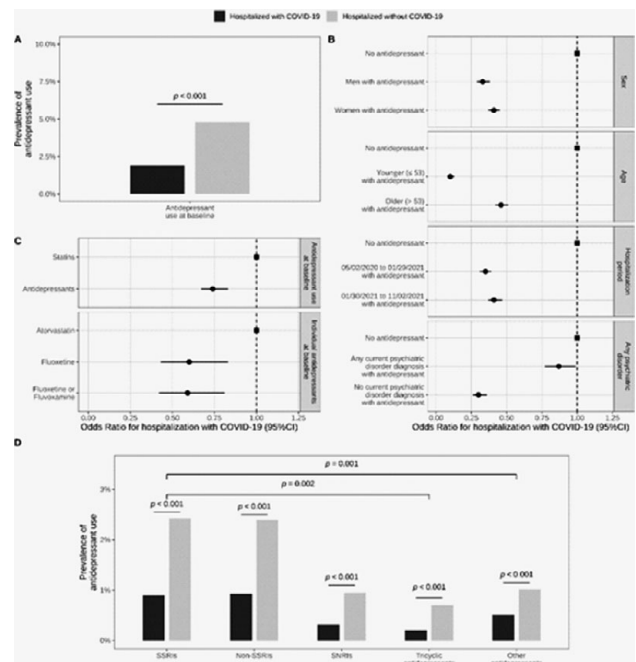 Hospitalized with COVID-19 Hospitalized without COVID-19
A
10.0%
7.5%
5.0%
2.5%
0.0%
Prevalence of
antidepressant use
p < 0.001
Antidepressant
use at baseline
B
No antidepressant
Men with antidepressant
Women with antidepressant
Sex
No antidepressant
Younger (≤ 53)
with antidepressant
Older (> 53)
with antidepressant
Age
No antidepressant
05/02/2020 to 01/29/2021
with antidepressant
01/30/2021 to 11/02/2021
with antidepressant
Hospitalization
period
No antidepressant
Any current psychiatric
disorder diagnosis
with antidepressant
No current psychiatric
disorder diagnosis
with antidepressant
Any psychiatric
disorder
0.00 0.25 0.50 0.75 1.00 1.25
Odds Ratio for hospitalization with COVID-19 (95%CI)
C
Statins
Antidepressants
Antidepressant use
at baseline
Atorvastatin
Fluoxetine
Fluoxetine or
Fluvoxamine
Individual antidepressants
at baseline
0.00 0.25 0.50 0.75 1.00 1.25
Odds Ratio for hospitalization with COVID-19 (95%CI)
D
p = 0.001
p = 0.002
3%
2%
1%
0%
Prevalence of
antidepressant use
p < 0.001 p < 0.001 p < 0.001 p < 0.001 p < 0.001
SSRIs Non-SSRIs SNRIs Tricyclic Other